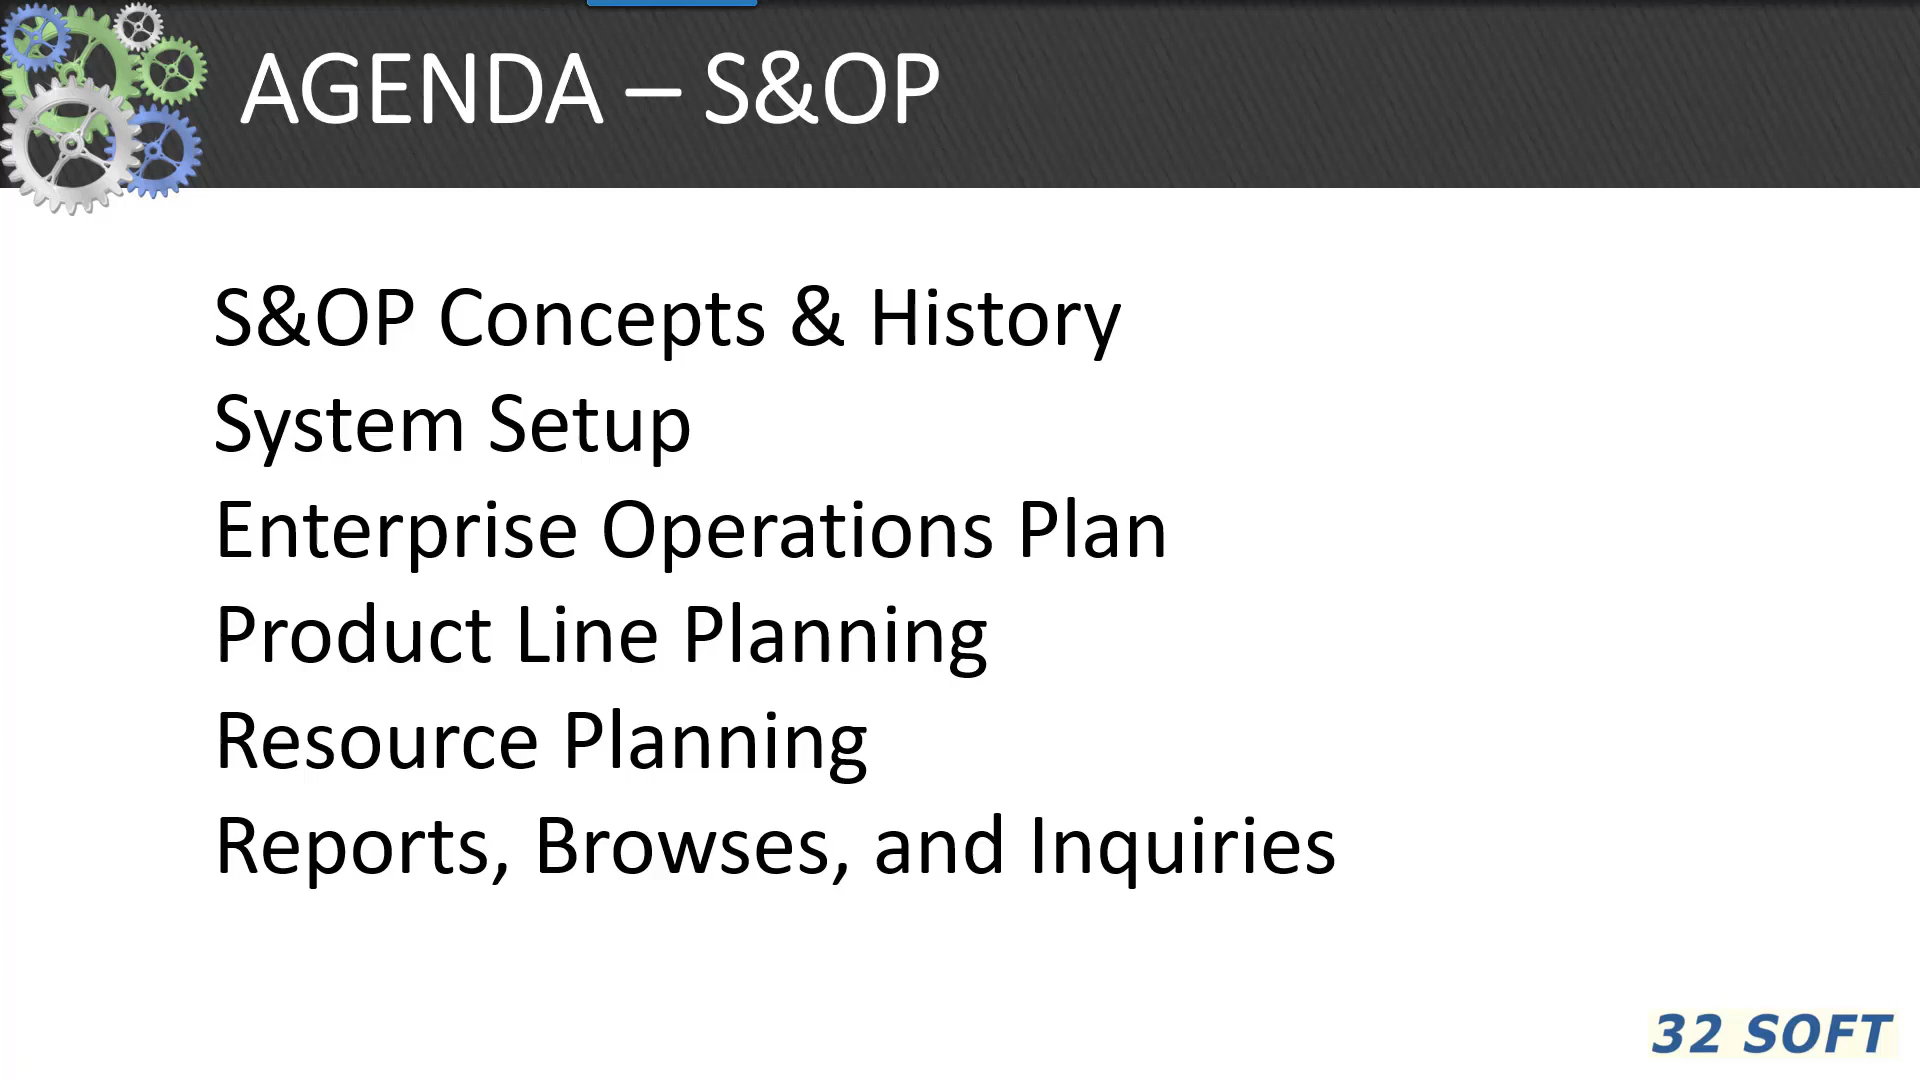 AGENDA – S&OP
S&OP Concepts & History
System Setup
Enterprise Operations Plan
Product Line Planning
Resource Planning
Reports, Browses, and Inquiries
32 SOFT